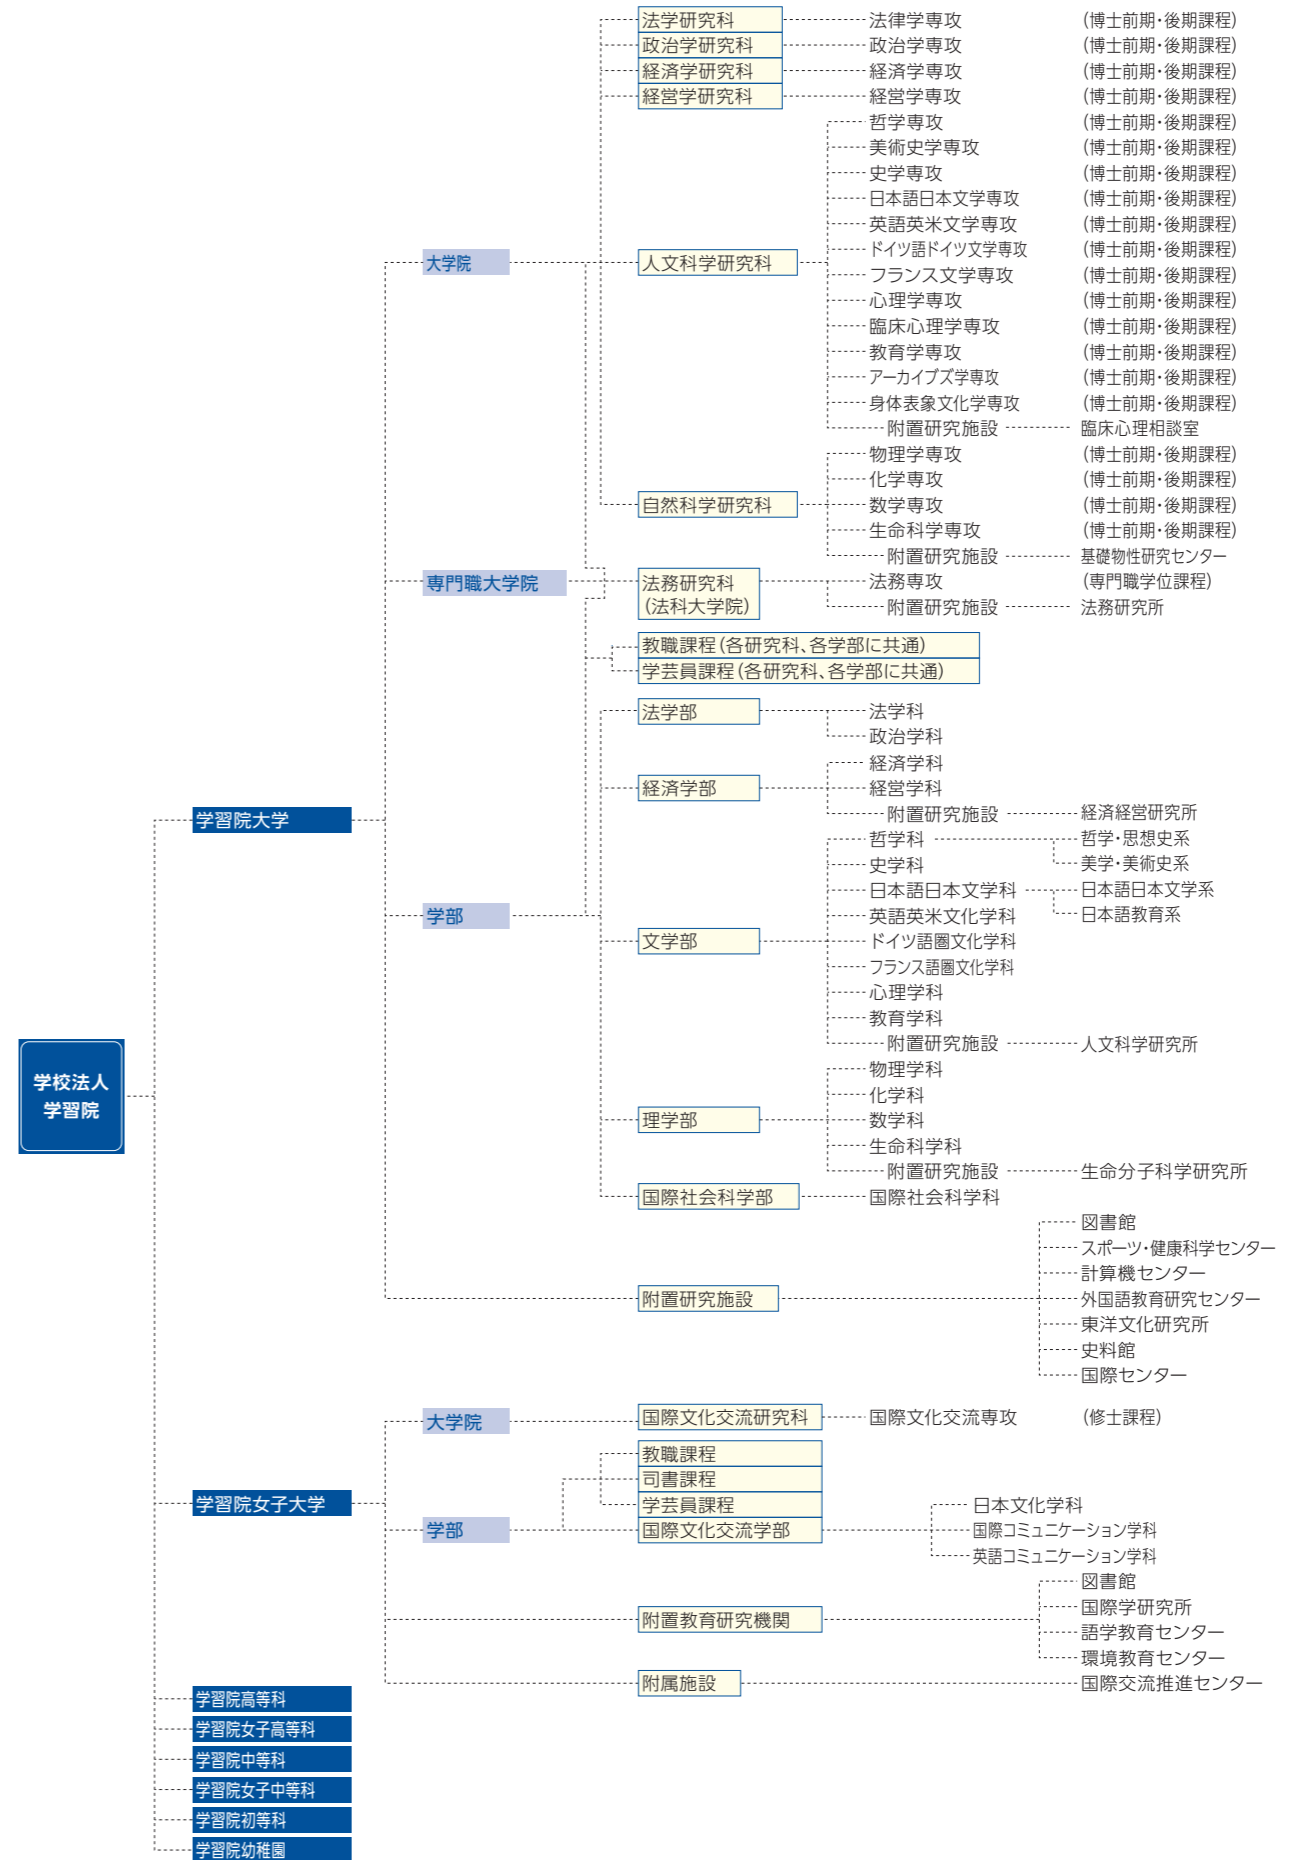 法学研究科 法律学専攻 (博士前期・後期課程)
政治学研究科 政治学専攻 (博士前期・後期課程)
経済学研究科 経済学専攻 (博士前期・後期課程)
経営学研究科 経営学専攻 (博士前期・後期課程)
哲学専攻 (博士前期・後期課程)
美術史学専攻 (博士前期・後期課程)
史学専攻 (博士前期・後期課程)
日本語日本文学専攻 (博士前期・後期課程)
英語英米文学専攻 (博士前期・後期課程)
ドイツ語ドイツ文学専攻 (博士前期・後期課程)
大学院 人文科学研究科
フランス文学専攻 (博士前期・後期課程)
心理学専攻 (博士前期・後期課程)
臨床心理学専攻 (博士前期・後期課程)
教育学専攻 (博士前期・後期課程)
アーカイブズ学専攻 (博士前期・後期課程)
身体表象文化学専攻 (博士前期・後期課程)
附置研究施設 臨床心理相談室
物理学専攻 (博士前期・後期課程)
化学専攻 (博士前期・後期課程)
自然科学研究科 数学専攻 (博士前期・後期課程)
生命科学専攻 (博士前期・後期課程)
附置研究施設 基礎物性研究センター
専門職大学院 法務研究科 法務専攻 (専門職学位課程)
(法科大学院) 附置研究施設 法務研究所
教職課程(各研究科、各学部に共通)
学芸員課程(各研究科、各学部に共通)
法学部 法学科
政治学科
経済学科
経済学部 経営学科
学習院大学 附置研究施設 経済経営研究所
哲学科 哲学・思想史系
史学科 美学・美術史系
日本語日本文学科 日本語日本文学系
学部 英語英米文化学科 日本語教育系
文学部 ドイツ語圏文化学科
フランス語圏文化学科
心理学科
教育学科
附置研究施設 人文科学研究所
物理学科
学校法人
学習院
化学科
理学部 数学科
生命科学科
附置研究施設 生命分子科学研究所
国際社会科学部 国際社会科学科
図書館
スポーツ・健康科学センター
計算機センター
附置研究施設 外国語教育研究センター
東洋文化研究所
史料館
国際センター
大学院 国際文化交流研究科 国際文化交流専攻 (修士課程)
教職課程
司書課程
学習院女子大学 学芸員課程 日本文化学科
学部 国際文化交流学部 国際コミュニケーション学科
英語コミュニケーション学科
図書館
国際学研究所
附置教育研究機関 語学教育センター
環境教育センター
附属施設 国際交流推進センター
学習院高等科
学習院女子高等科
学習院中等科
学習院女子中等科
学習院初等科
学習院幼稚園